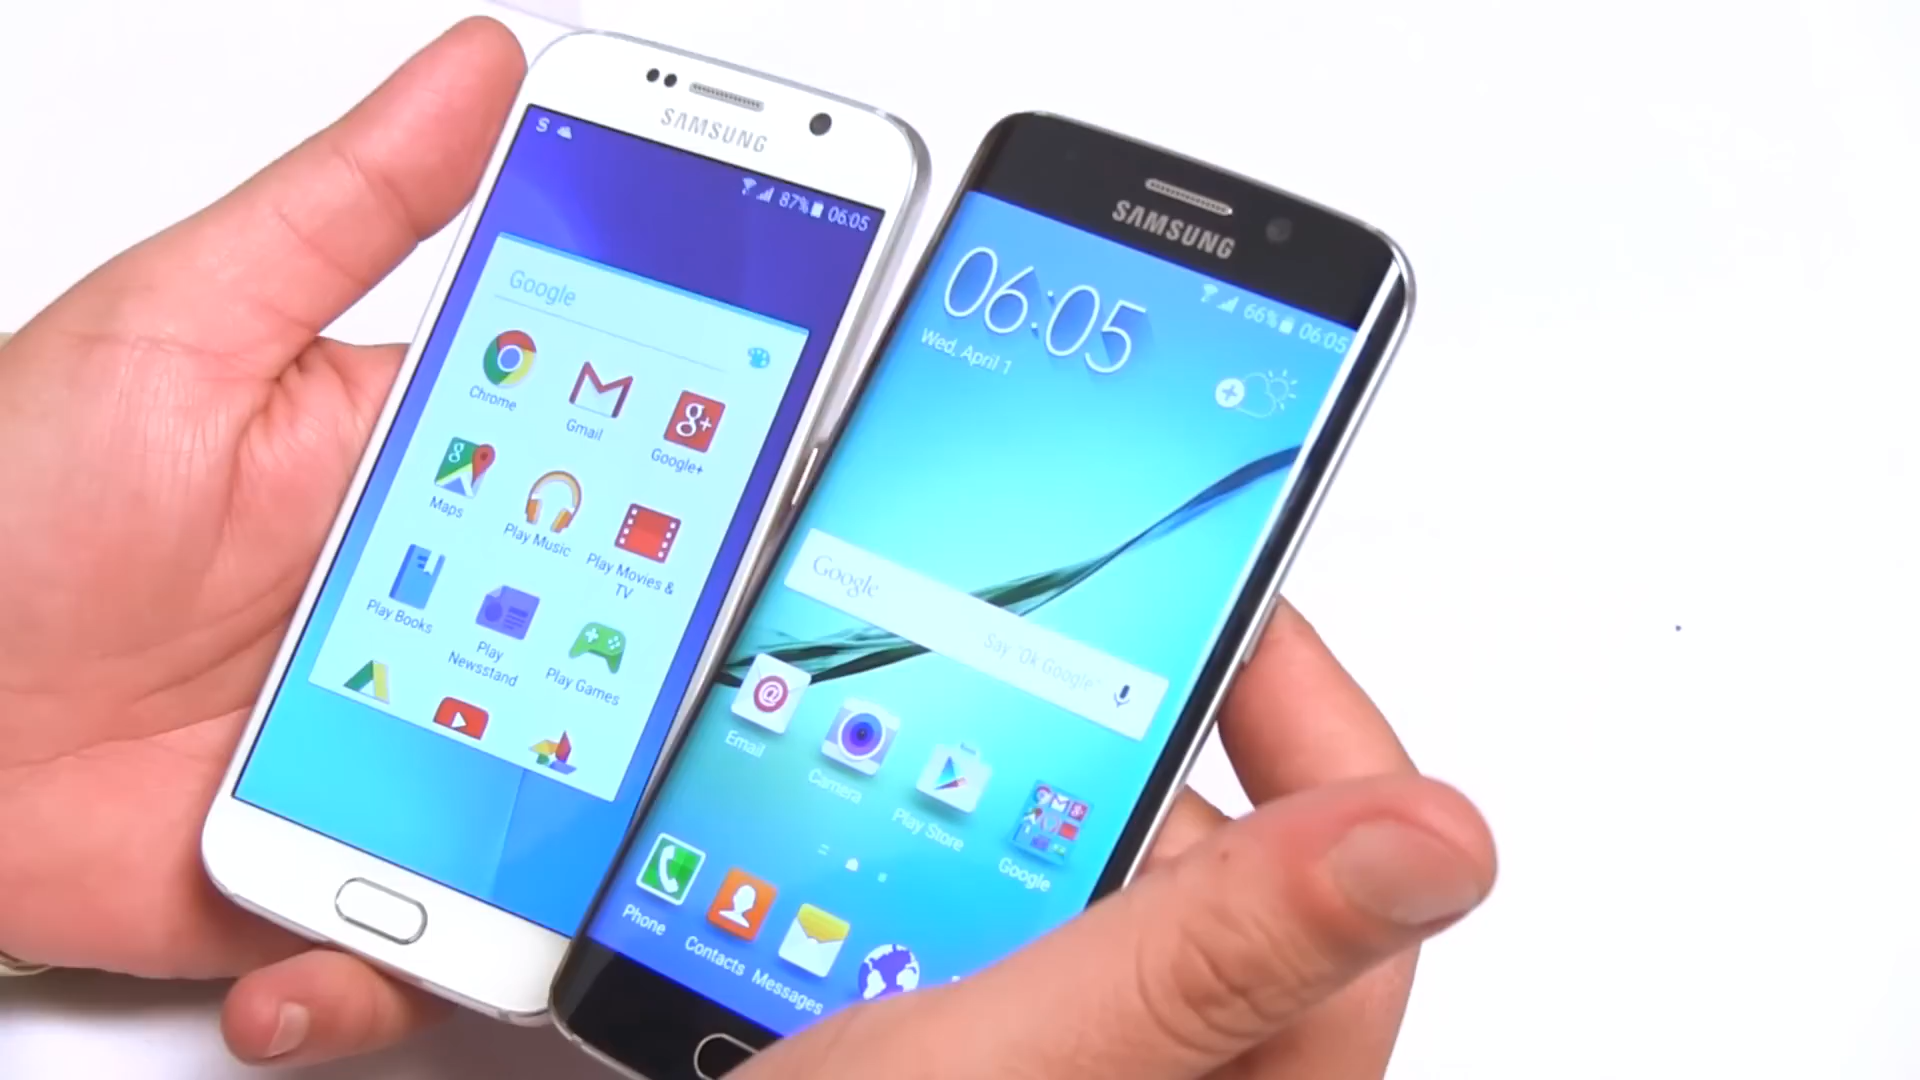 SAMSUNG
S
87% 06:05
Google
Chrome
Gmail
Google+
Maps
Play Music
Play Movies &
TV
Play Books
Play
Newsstand
Play Games
SAMSUNG
66% 06:05
06:05
Wed, April 1
Google
Say "Ok Google"
Email
Camera
Play Store
Google
Phone
Contacts
Messages